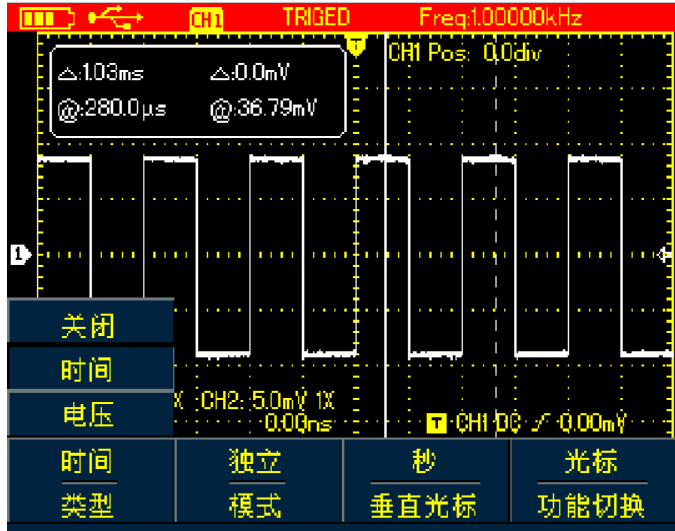 CH1 TRIGED Freq:1.00000kHz
T CH1 Pos: 0.0div
△:1.03ms △:0.0mV
@:280.0μs @:36.79mV
1
关闭
时间
电压
X CH2: 5.0mV 1X
0.00ns T CH1 DC 0.00mV
时间 独立 秒 光标
类型 模式 垂直光标 功能切换